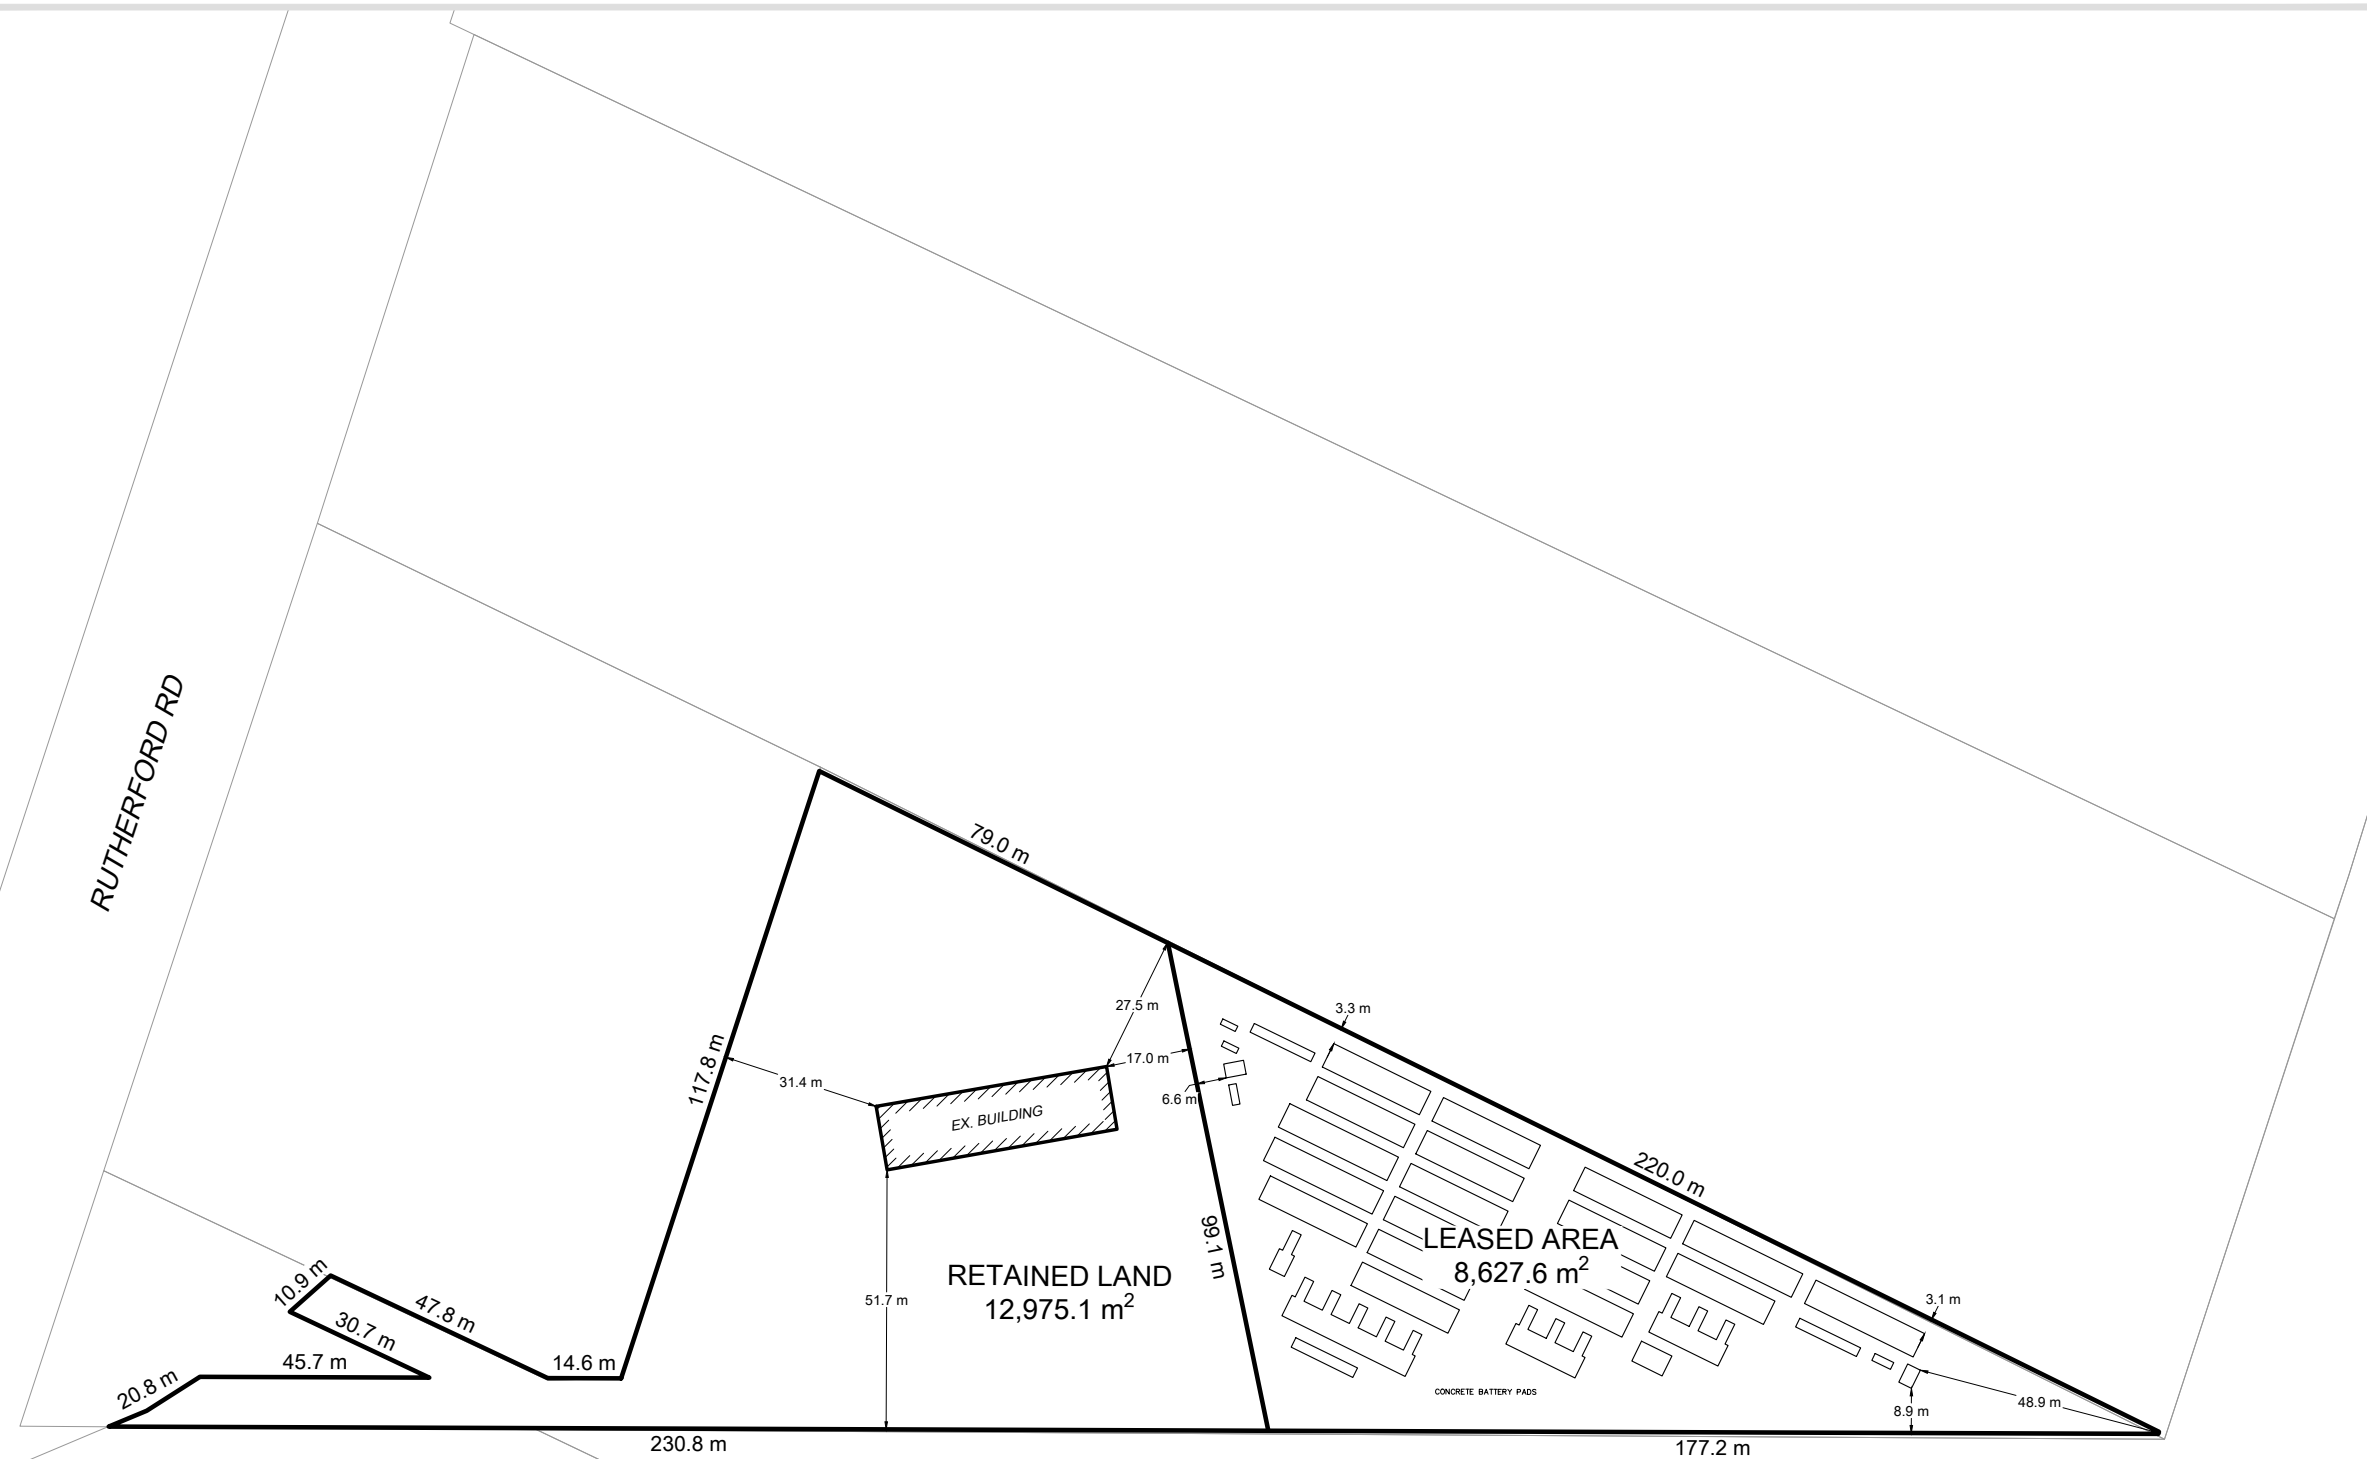 RUTHERFORD RD
79.0 m
27.5 m
3.3 m
117.8 m
31.4 m
17.0 m
6.6 m
EX. BUILDING
220.0 m
99.1 m
LEASED AREA
8,627.6 m²
RETAINED LAND
12,975.1 m²
51.7 m
3.1 m
10.9 m
47.8 m
30.7 m
45.7 m
14.6 m
20.8 m
CONCRETE BATTERY PADS
48.9 m
8.9 m
230.8 m
177.2 m